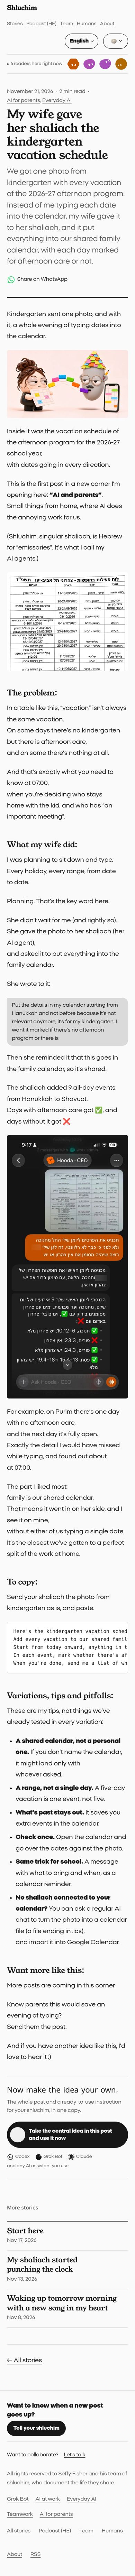 Shluchim
Stories Podcast (HE) Team Humans About
English
6 readers here right now
November 21, 2026 · 2 min read
AI for parents, Everyday AI
My wife gave
her shaliach the
kindergarten
vacation schedule
We got one photo from
kindergarten with every vacation
of the 2026-27 afternoon program.
Instead of typing date after date
into the calendar, my wife gave it
to her shaliach, and it put
everything into our shared family
calendar, with each day marked:
afternoon care or not.
Share on WhatsApp
Kindergarten sent one photo, and with
it, a whole evening of typing dates into
the calendar.
Inside it was the vacation schedule of
the afternoon program for the 2026-27
school year,
with dates going in every direction.
This is the first post in a new corner I'm
opening here: "AI and parents".
Small things from home, where AI does
the annoying work for us.
(Shluchim, singular shaliach, is Hebrew
for "emissaries". It's what I call my
AI agents.)
The problem:
In a table like this, "vacation" isn't always
the same vacation.
On some days there's no kindergarten
but there is afternoon care,
and on some there's nothing at all.
And that's exactly what you need to
know at 07:00,
when you're deciding who stays
home with the kid, and who has "an
important meeting".
What my wife did:
I was planning to sit down and type.
Every holiday, every range, from date
to date.
Planning. That's the key word here.
She didn't wait for me (and rightly so).
She gave the photo to her shaliach (her
AI agent),
and asked it to put everything into the
family calendar.
She wrote to it:
Put the details in my calendar starting from
Hanukkah and not before because it's not
relevant anymore, it's for my kindergarten; I
want it marked if there's no afternoon
program or there is
Then she reminded it that this goes in
the family calendar, so it's shared.
The shaliach added 9 all-day events,
from Hanukkah to Shavuot.
Days with afternoon care got ✅, and
days without it got ❌.
9:17
Hooda · CEO
Ask Hooda · CEO
For example, on Purim there's one day
with no afternoon care,
and the next day it's fully open.
Exactly the detail I would have missed
while typing, and found out about
at 07:00.
The part I liked most:
family is our shared calendar.
That means it went in on her side, and I
see it on mine,
without either of us typing a single date.
It's the closest we've gotten to a perfect
split of the work at home.
To copy:
Send your shaliach the photo from
kindergarten as is, and paste:
Here's the kindergarten vacation sched
Add every vacation to our shared famil
Start from today onward, anything alre
In each event, mark whether there's af
When you're done, send me a list of wh
Variations, tips and pitfalls:
These are my tips, not things we've
already tested in every variation:
• A shared calendar, not a personal
one. If you don't name the calendar,
it might land only with
whoever asked.
• A range, not a single day. A five-day
vacation is one event, not five.
• What's past stays out. It saves you
extra events in the calendar.
• Check once. Open the calendar and
go over the dates against the photo.
• Same trick for school. A message
with what to bring and when, as a
calendar reminder.
• No shaliach connected to your
calendar? You can ask a regular AI
chat to turn the photo into a calendar
file (a file ending in .ics),
and import it into Google Calendar.
Want more like this:
More posts are coming in this corner.
Know parents this would save an
evening of typing?
Send them the post.
And if you have another idea like this, I'd
love to hear it ;)
Now make the idea your own.
The whole post and a ready-to-use instruction
for your shluchim, in one copy.
Take the central idea in this post
and use it now
Codex Grok Bot Claude
and any AI assistant you use
More stories
Start here
Nov 17, 2026
My shaliach started
punching the clock
Nov 13, 2026
Waking up tomorrow morning
with a new song in my heart
Nov 8, 2026
← All stories
Want to know when a new post
goes up?
Tell your shluchim
Want to collaborate? Let's talk
All rights reserved to Seffy Fisher and his team of
shluchim, who document the life they share.
Grok Bot AI at work Everyday AI
Teamwork AI for parents
All stories Podcast (HE) Team Humans
About RSS